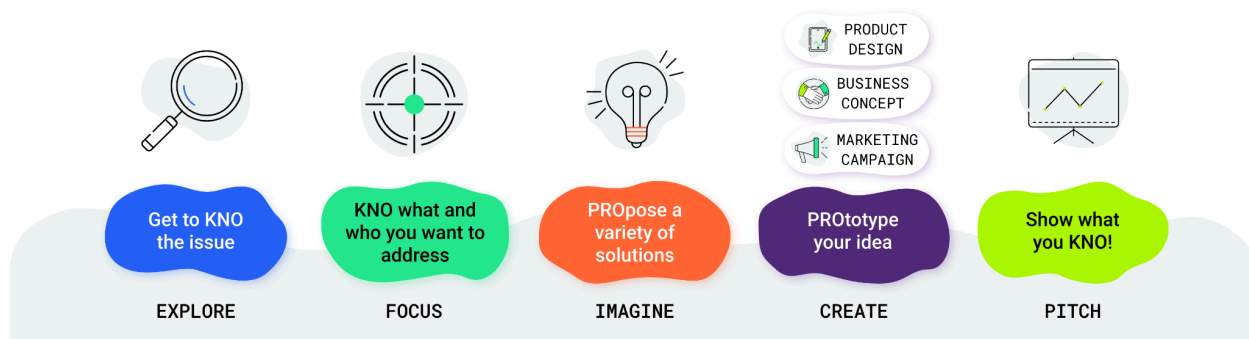 PRODUCT
DESIGN
BUSINESS
CONCEPT
MARKETING
CAMPAIGN
Get to KNO
the issue
KNO what and
who you want to
address
PROpose a
variety of
solutions
PROtotype
your idea
Show what
you KNO!
EXPLORE
FOCUS
IMAGINE
CREATE
PITCH